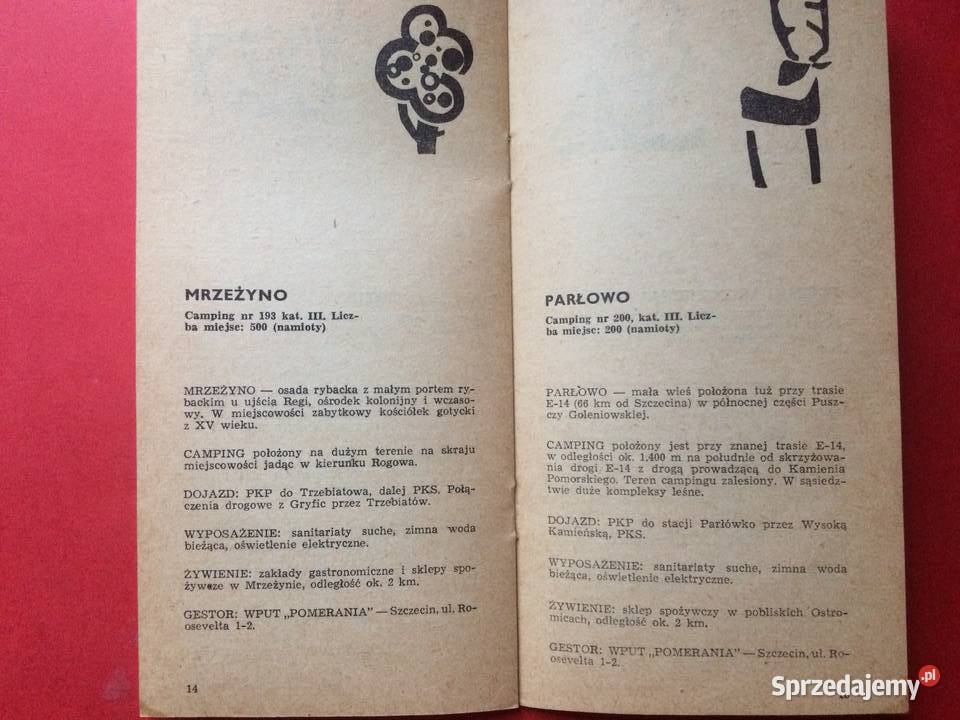 MRZEŻYNO
Camping nr 193 kat. III. Licz-
ba miejsc: 500 (namioty)
MRZEŻYNO — osada rybacka z małym portem ry-
backim u ujścia Regi, ośrodek kolonijny i wczaso-
wy. W miejscowości zabytkowy kościółek gotycki
z XV wieku.
CAMPING położony na dużym terenie na skraju
miejscowości jadąc w kierunku Rogowa.
DOJAZD: PKP do Trzebiatowa, dalej PKS. Połą-
czenia drogowe z Gryfic przez Trzebiatów.
WYPOSAŻENIE: sanitariaty suche, zimna woda
bieżąca, oświetlenie elektryczne.
ŻYWIENIE: zakłady gastronomiczne i sklepy spo-
żywcze w Mrzeżynie, odległość ok. 2 km.
GESTOR: WPUT „POMERANIA" — Szczecin, ul. Ro-
osevelta 1-2.
14
PARŁOWO
Camping nr 200, kat. III. Licz-
ba miejsc: 200 (namioty)
PARŁOWO — mała wieś położona tuż przy trasie
E-14 (66 km od Szczecina) w północnej części Pusz-
czy Goleniowskiej.
CAMPING położony jest przy znanej trasie E-14,
w odległości ok. 1.400 m na południe od skrzyżowa-
nia drogi E-14 z drogą prowadzącą do Kamienia
Pomorskiego. Teren campingu zalesiony. W sąsiedz-
twie duże kompleksy leśne.
DOJAZD: PKP do stacji Parłówko przez Wysoką
Kamieńską, PKS.
WYPOSAŻENIE: sanitariaty suche, zimna woda
bieżąca, oświetlenie elektryczne.
ŻYWIENIE: sklep spożywczy w pobliskich Ostro-
micach, odległość ok. 2 km.
GESTOR: WPUT „POMERANIA" — Szczecin, ul. Ro-
osevelta 1-2.
Sprzedajemy.pl